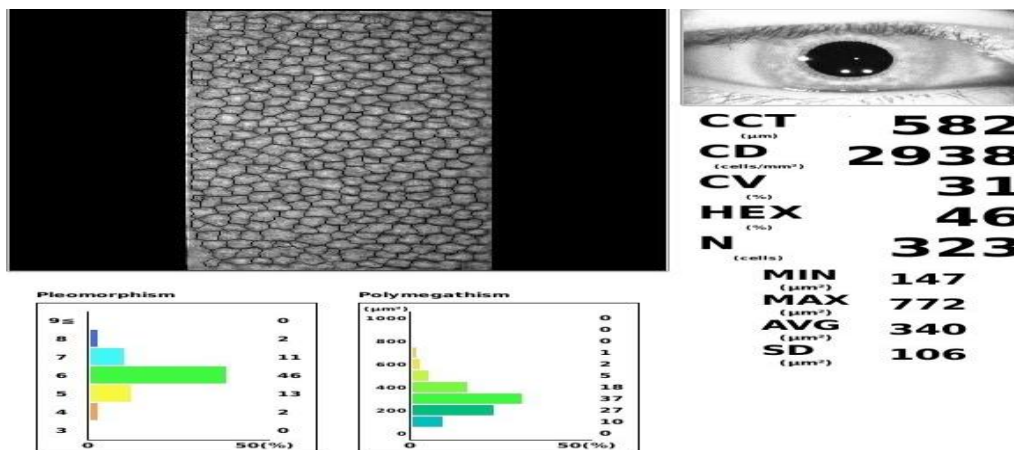 CCT 582
(µm)
CD 2938
(cells/mm²)
CV 31
(%)
HEX 46
(%)
N 323
(cells)
MIN 147
(µm²)
MAX 772
(µm²)
AVG 340
(µm²)
SD 106
(µm²)
Pleomorphism
9≦ 0
8 2
7 11
6 46
5 13
4 2
3 0
0 50(%)
Polymegathism
(µm²)
1000 0
0
800 0
1
600 2
5
400 18
37
200 27
10
0 0
0 50(%)